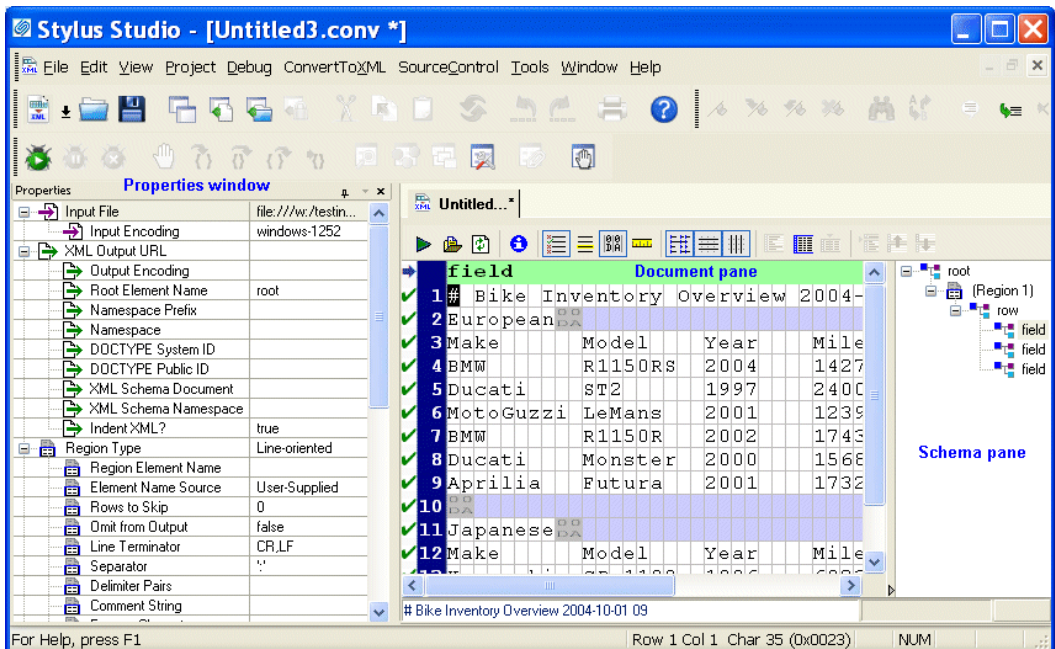 Stylus Studio - [Untitled3.conv *]
File Edit View Project Debug ConvertToXML SourceControl Tools Window Help
Properties
Properties window
Input File file:///w:/testin...
Input Encoding windows-1252
XML Output URL
Output Encoding
Root Element Name root
Namespace Prefix
Namespace
DOCTYPE System ID
DOCTYPE Public ID
XML Schema Document
XML Schema Namespace
Indent XML? true
Region Type Line-oriented
Region Element Name
Element Name Source User-Supplied
Rows to Skip 0
Omit from Output false
Line Terminator CR,LF
Separator
Delimiter Pairs
Comment String
Untitled...*
field Document pane
1 # Bike Inventory Overview 2004-
2 European
3 Make Model Year Mile
4 BMW R1150RS 2004 1427
5 Ducati ST2 1997 2400
6 MotoGuzzi LeMans 2001 1239
7 BMW R1150R 2002 1743
8 Ducati Monster 2000 1568
9 Aprilia Futura 2001 1732
10
11 Japanese
12 Make Model Year Mile
# Bike Inventory Overview 2004-10-01 09
root
(Region 1)
row
field
field
field
Schema pane
For Help, press F1
Row 1 Col 1 Char 35 (0x0023) NUM